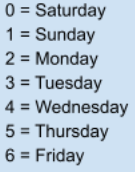 0 = Saturday
1 = Sunday
2 = Monday
3 = Tuesday
4 = Wednesday
5 = Thursday
6 = Friday